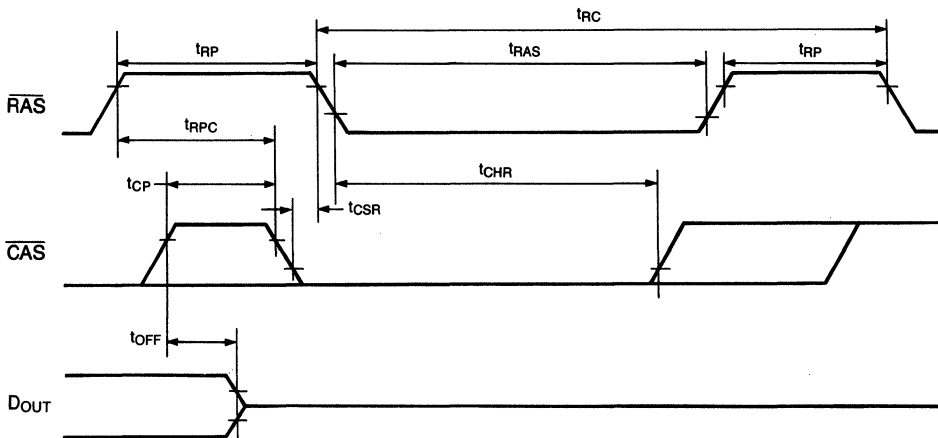 tRC
tRP
tRAS
tRP
RAS
tRPC
tCHR
tCP
tCSR
CAS
tOFF
DOUT